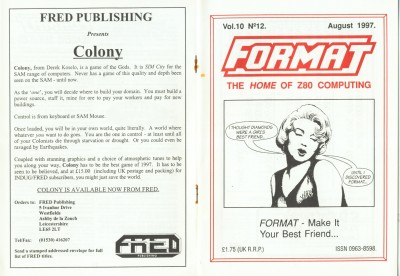 FRED PUBLISHING
Presents
Colony
Colony, from Derek Kosolo, is a game of the Gods. It is SIM City for the
SAM range of computers. Never has a game of this quality and depth been
seen on the SAM - until now.
As the "one", you will decide where to build your domain. You must build a
power source, staff it, mine for ore to pay your workers and pay for new
buildings.
Control is from keyboard or SAM Mouse.
Once loaded, you will be in your own world, quite literally. A world where
whatever you want to do goes. You are the one in control - at least until all
of your Colonists die through starvation or drought. Or you could even be
ravaged by Earthquakes.
Coupled with stunning graphics and a choice of atmospheric tunes to help
you along your way, Colony has to be the best game of 1997. It has to be
seen to be believed, and at £13.00 (including UK postage and packing) for
INDUG/FRED subscribers, you might just save the world.
COLONY IS AVAILABLE NOW FROM FRED.
Orders to: FRED Publishing
5 Ivanhoe Drive
Westfields
Ashby de la Zouch
Leicestershire
LE65 2LT
Tel/Fax: (01530) 416207
Send a stamped addressed envelope for full
list of FRED titles.
FRED
PUBLISHING
Vol.10 Nº12. August 1997.
FORMAT
THE HOME OF Z80 COMPUTING
THOUGHT DIAMONDS
WERE A GIRL'S
BEST FRIEND...
UNTIL I
DISCOVERED
FORMAT.
FORMAT - Make It
Your Best Friend...
£1.75 (UK R.R.P.) ISSN 0963-8598